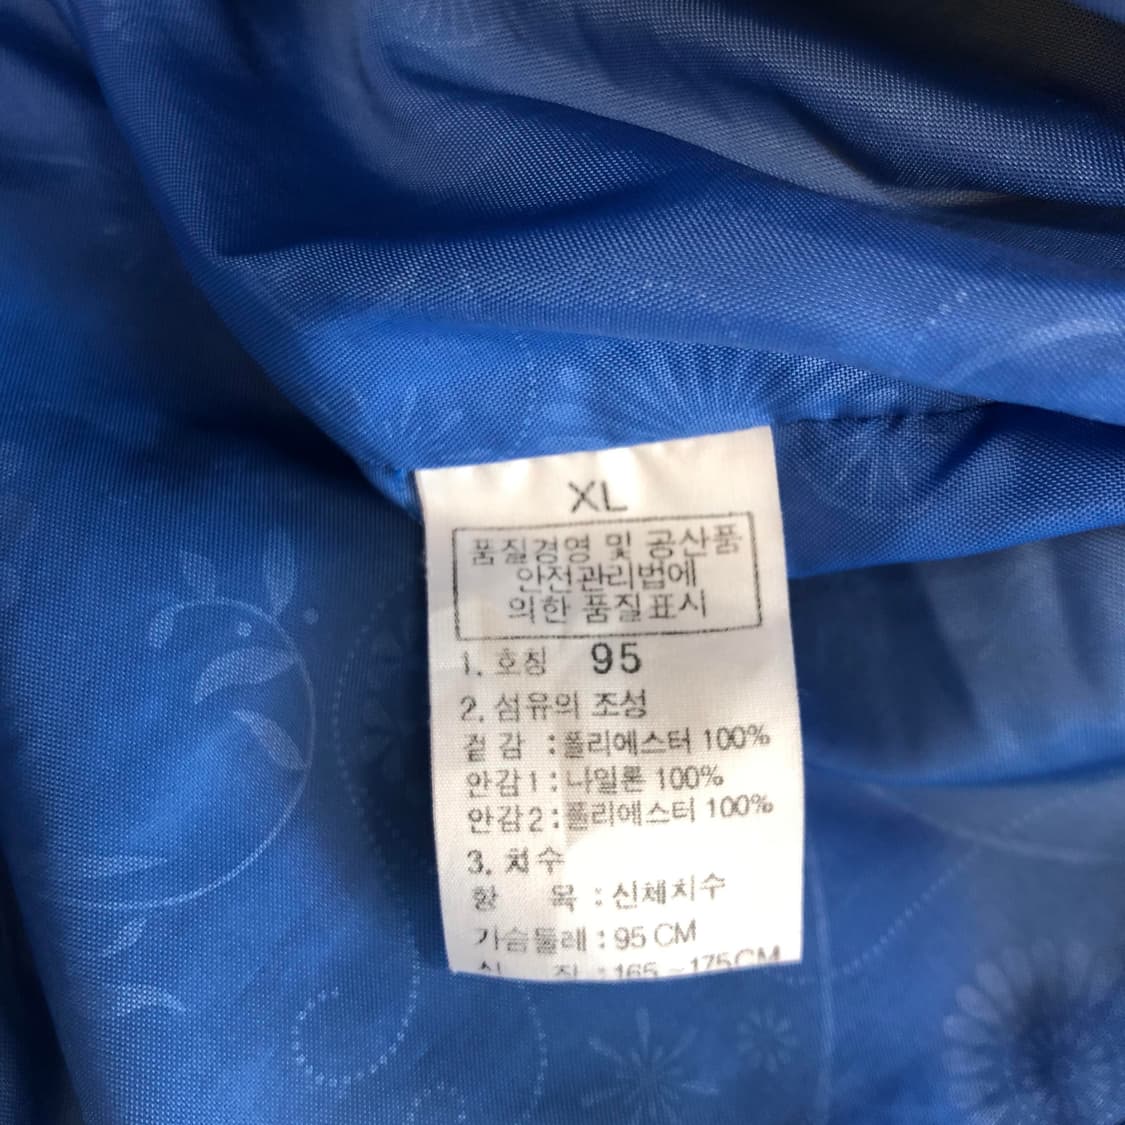 XL
품질경영 및 공산품
안전관리법에
의한 품질표시
1. 호칭 95
2. 섬유의 조성
겉감 : 폴리에스터 100%
안감1 : 나일론 100%
안감2 : 폴리에스터 100%
3. 치수
항 목 : 신체치수
가슴둘레 : 95 CM
165 ~ 175CM